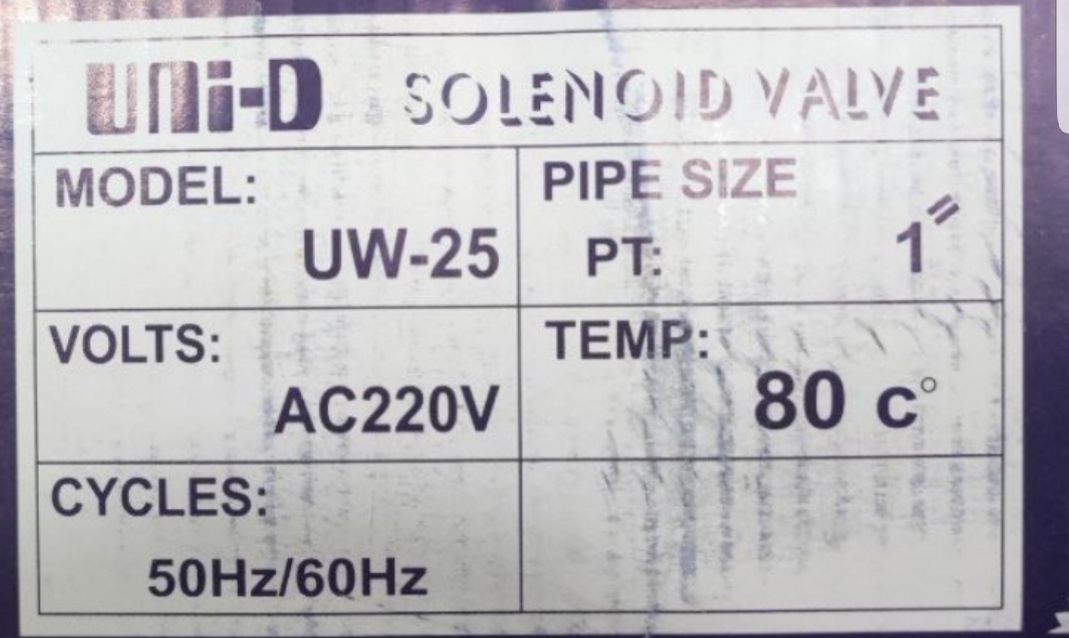 UNI-D SOLENOID VALVE
MODEL:
UW-25
PIPE SIZE
PT: 1"
VOLTS:
AC220V
TEMP:
80 c°
CYCLES:
50Hz/60Hz